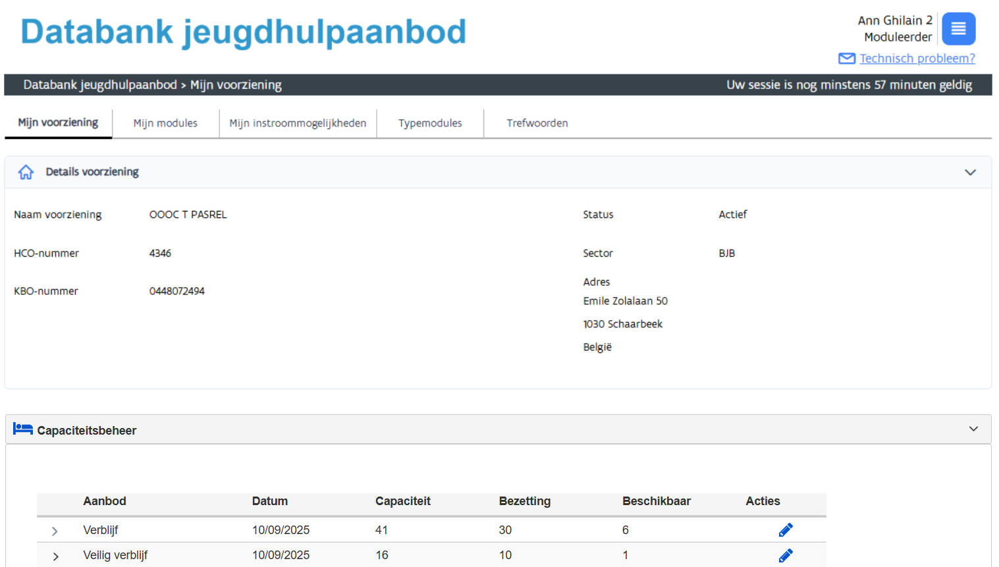 Databank jeugdhulpaanbod
Ann Ghilain 2
Moduleerder
Technisch probleem?
Databank jeugdhulpaanbod > Mijn voorziening
Uw sessie is nog minstens 57 minuten geldig
Mijn voorziening
Mijn modules
Mijn instroommogelijkheden
Typemodules
Trefwoorden
Details voorziening
Naam voorziening OOOC T PASREL
Status Actief
HCO-nummer 4346
Sector BJB
KBO-nummer 0448072494
Adres
Emile Zolalaan 50
1030 Schaarbeek
België
Capaciteitsbeheer
Aanbod Datum Capaciteit Bezetting Beschikbaar Acties
Verblijf 10/09/2025 41 30 6
Veilig verblijf 10/09/2025 16 10 1